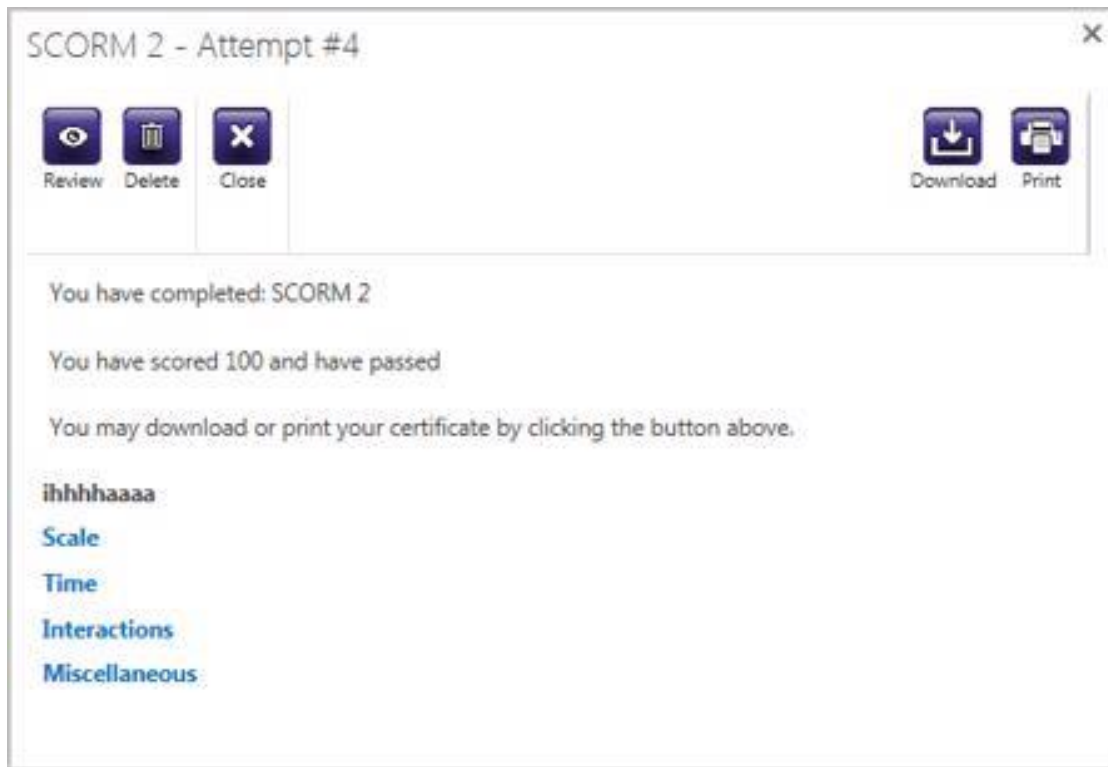 SCORM 2 - Attempt #4
Review Delete Close Download Print
You have completed: SCORM 2
You have scored 100 and have passed
You may download or print your certificate by clicking the button above.
ihhhhaaaa
Scale
Time
Interactions
Miscellaneous